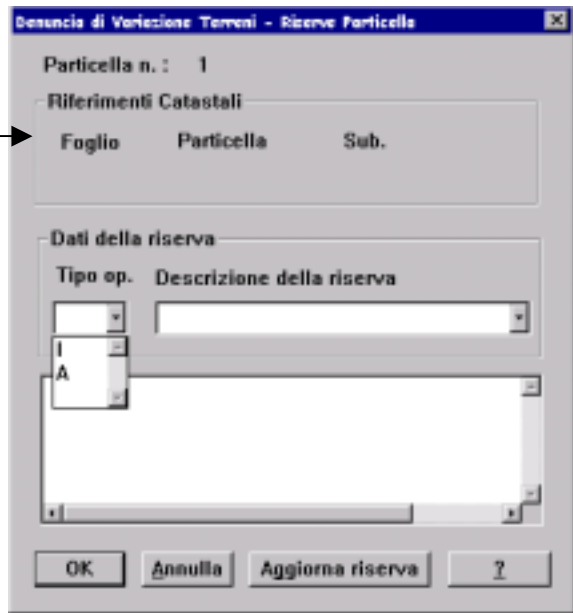 Denuncia di Variazione Terreni - Riserve Particella
Particella n. : 1
Riferimenti Catastali
Foglio Particella Sub.
Dati della riserva
Tipo op. Descrizione della riserva
I
A
OK Annulla Aggiorna riserva ?